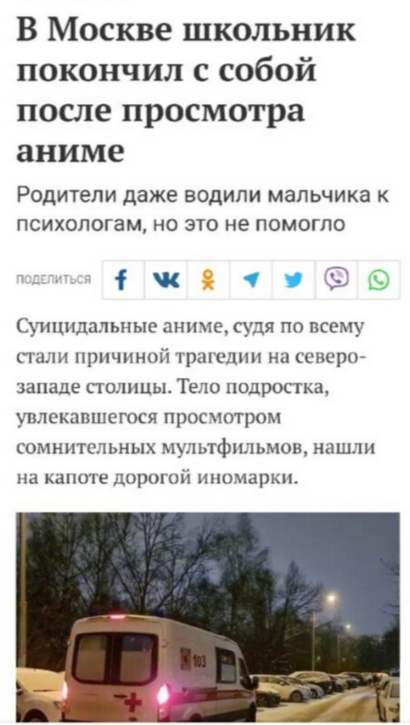 В Москве школьник
покончил с собой
после просмотра
аниме
Родители даже водили мальчика к
психологам, но это не помогло
ПОДЕЛИТЬСЯ
Суицидальные аниме, судя по всему
стали причиной трагедии на северо-
западе столицы. Тело подростка,
увлекавшегося просмотром
сомнительных мультфильмов, нашли
на капоте дорогой иномарки.
103